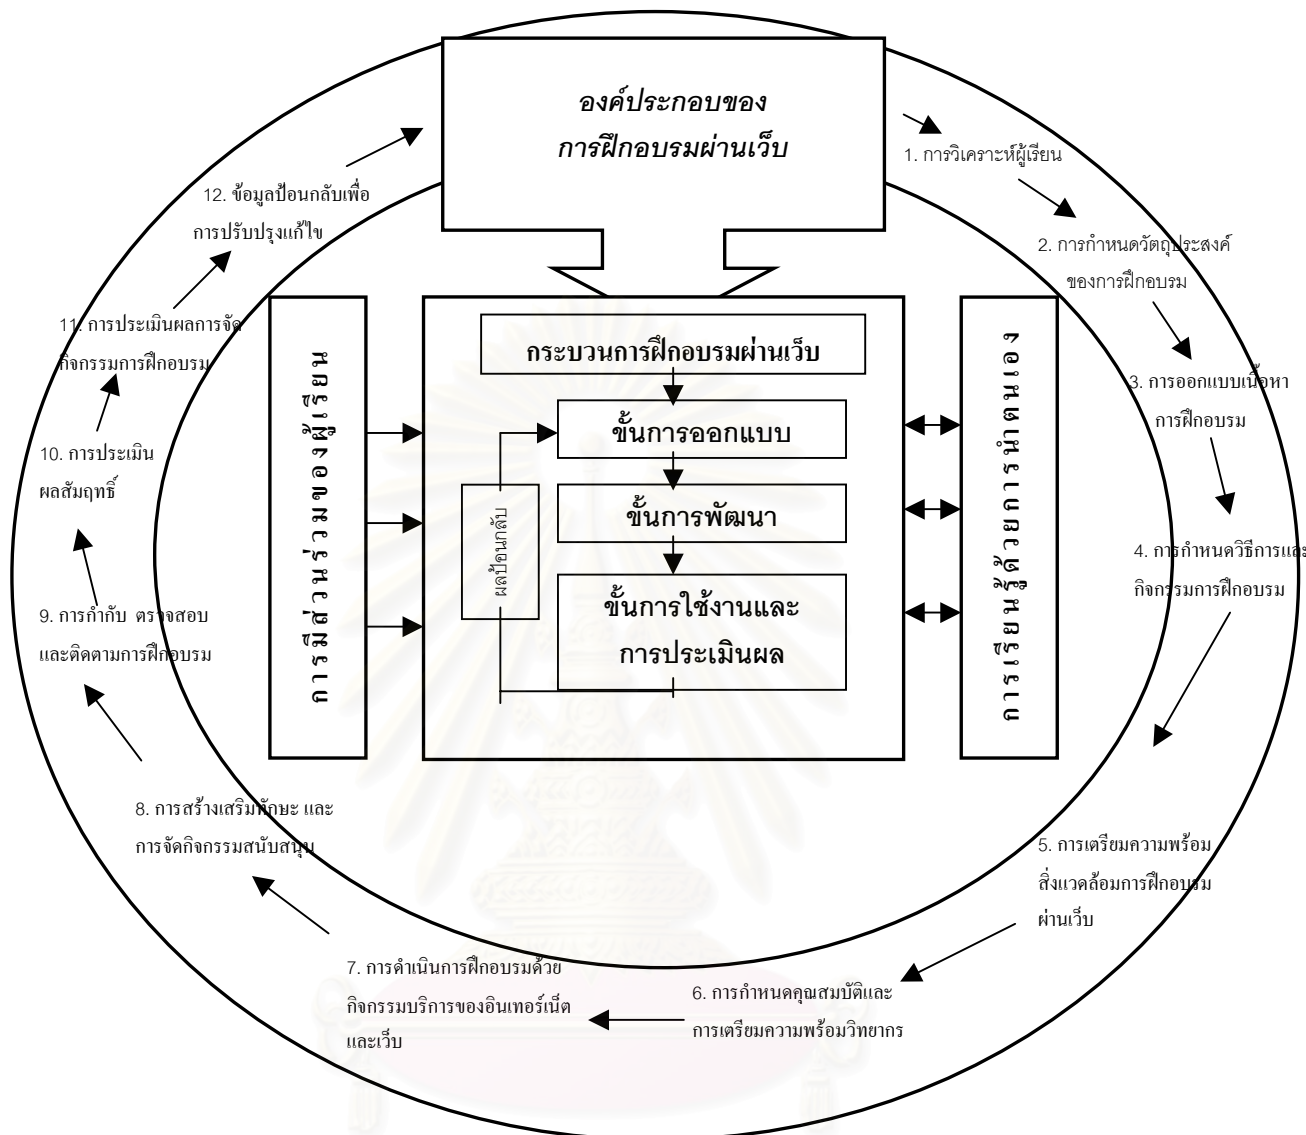 องค์ประกอบของ
การฝึกอบรมผ่านเว็บ
1. การวิเคราะห์ผู้เรียน
2. การกำหนดวัตถุประสงค์
ของการฝึกอบรม
3. การออกแบบเนื้อหา
การฝึกอบรม
4. การกำหนดวิธีการและ
กิจกรรมการฝึกอบรม
5. การเตรียมความพร้อม
สิ่งแวดล้อมการฝึกอบรม
ผ่านเว็บ
6. การกำหนดคุณสมบัติและ
การเตรียมความพร้อมวิทยากร
7. การดำเนินการฝึกอบรมด้วย
กิจกรรมบริการของอินเทอร์เน็ต
และเว็บ
8. การสร้างเสริมทักษะ และ
การจัดกิจกรรมสนับสนุน
9. การกำกับ ตรวจสอบ
และติดตามการฝึกอบรม
10. การประเมิน
ผลสัมฤทธิ์
11. การประเมินผลการจัด
กิจกรรมการฝึกอบรม
12. ข้อมูลป้อนกลับเพื่อ
การปรับปรุงแก้ไข
การมีส่วนร่วมของผู้เรียน
กระบวนการฝึกอบรมผ่านเว็บ
ขั้นการออกแบบ
ขั้นการพัฒนา
ขั้นการใช้งานและ
การประเมินผล
ผลป้อนกลับ
การเรียนรู้ด้วยการนำตนเอง